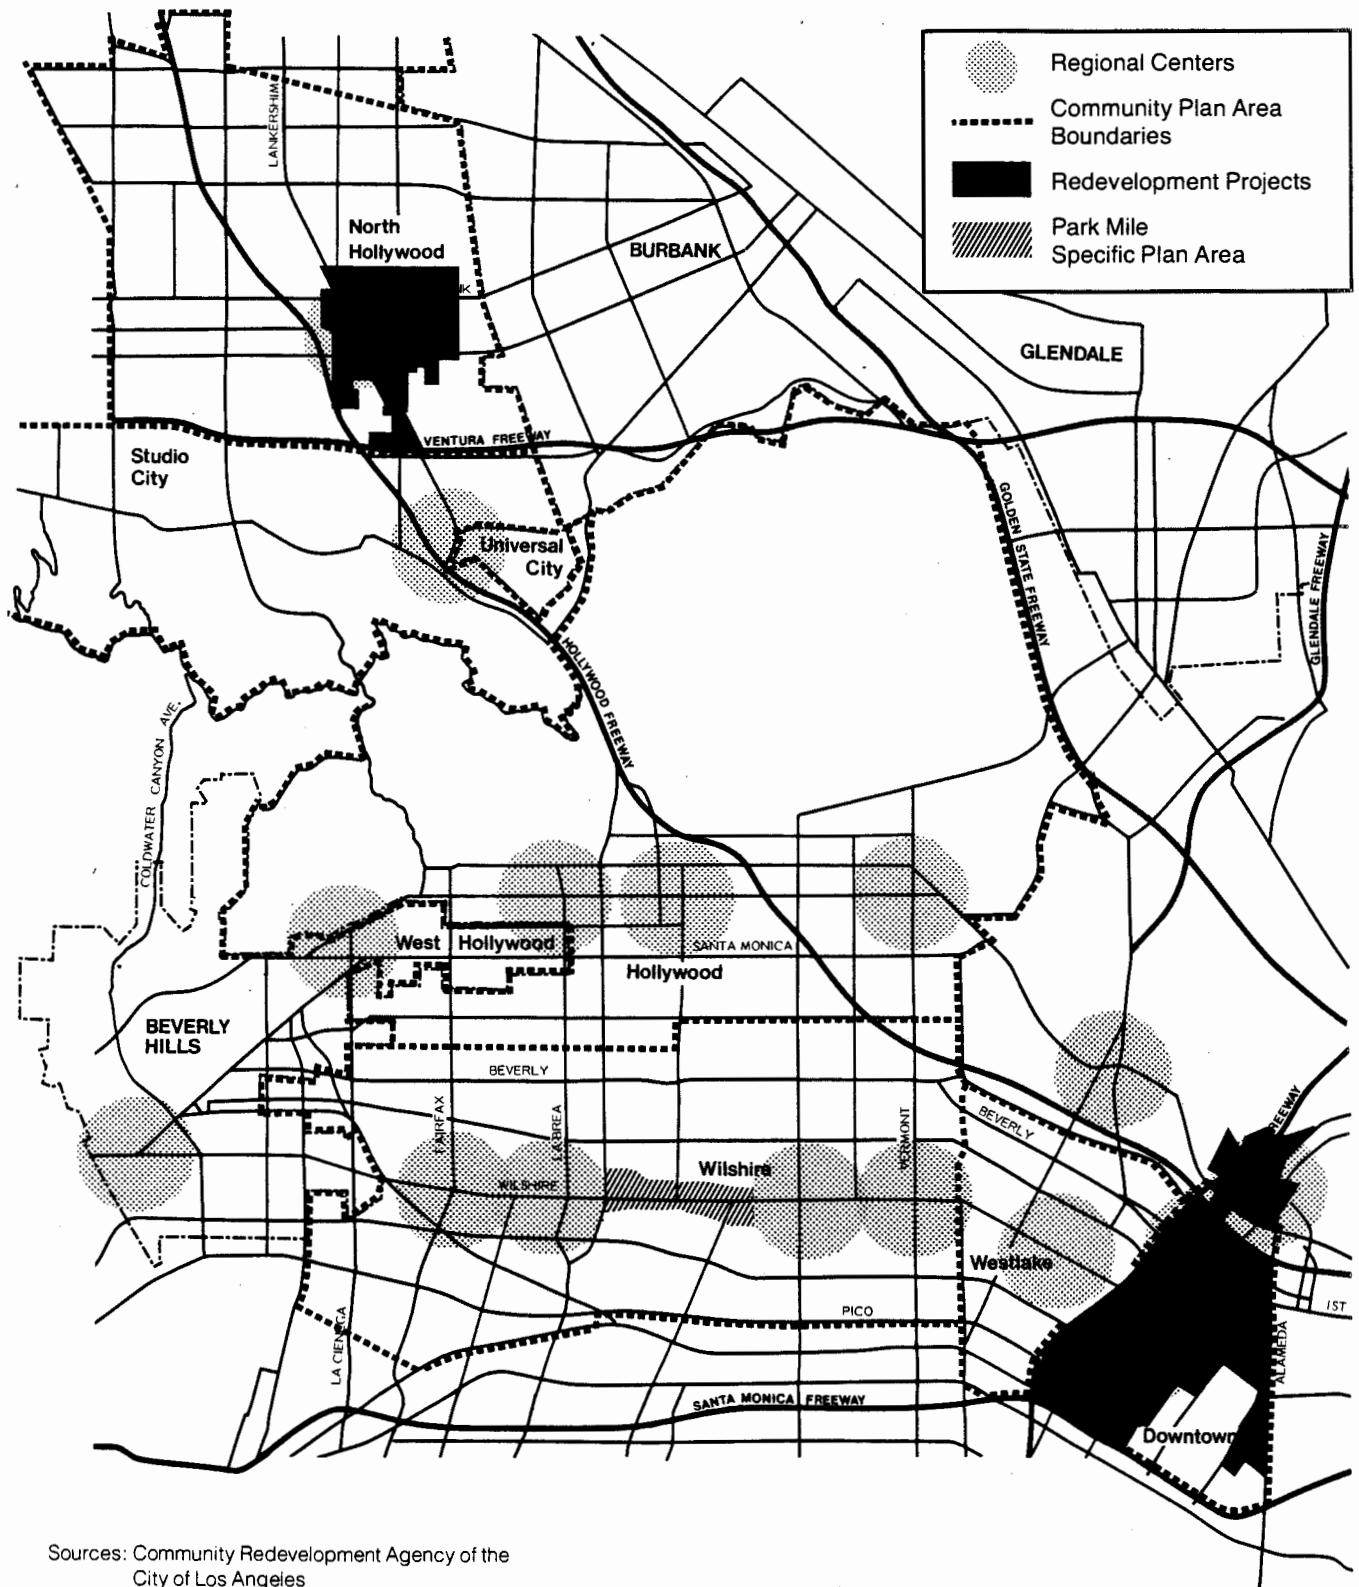 Regional Centers
Community Plan Area
Boundaries
Redevelopment Projects
Park Mile
Specific Plan Area
LANKERSHIM
North
Hollywood
BURBANK
GLENDALE
VENTURA FREEWAY
Studio
City
Universal
City
GOLDEN STATE FREEWAY
GLENDALE FREEWAY
HOLLYWOOD FREEWAY
COLDWATER CANYON AVE.
West Hollywood
SANTA MONICA
Hollywood
BEVERLY
HILLS
BEVERLY
FAIRFAX
LABREA
VERMONT
BEVERLY
WILSHIRE
Wilshire
Westlake
PICO
LA CIENEGA
1ST
ALAMEDA
SANTA MONICA FREEWAY
Downtown
Sources: Community Redevelopment Agency of the
City of Los Angeles